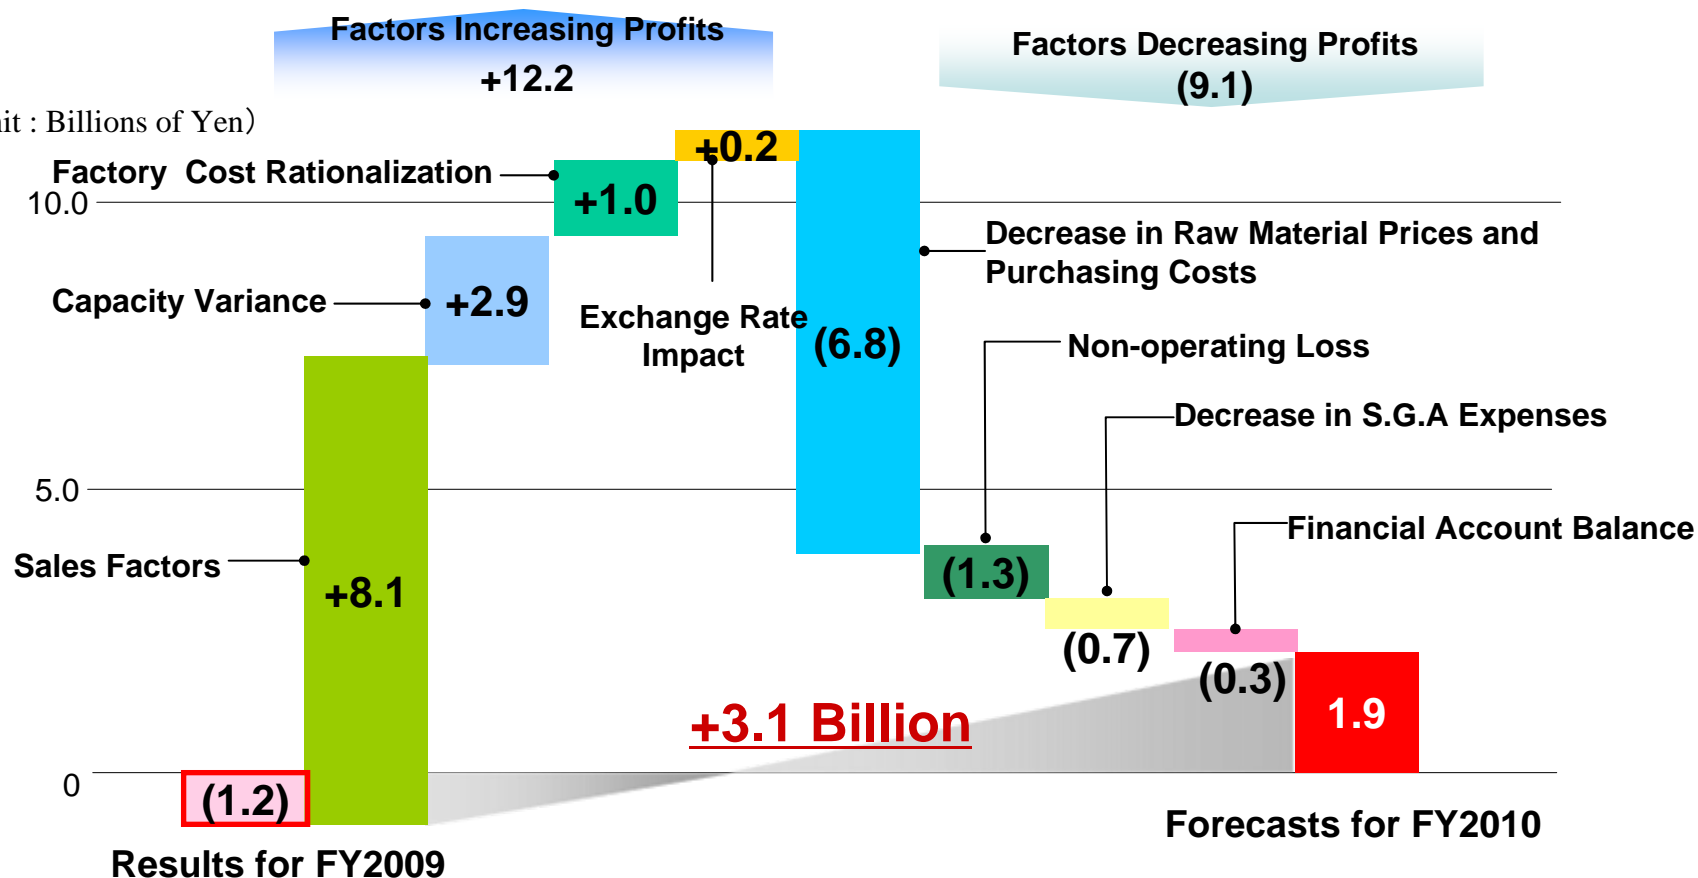 Factors Increasing Profits
+12.2
Factors Decreasing Profits
(9.1)
nit : Billions of Yen）
+0.2
Factory Cost Rationalization
+1.0
10.0
Decrease in Raw Material Prices and
Purchasing Costs
Capacity Variance
+2.9
Exchange Rate
Impact
(6.8)
Non-operating Loss
Decrease in S.G.A Expenses
5.0
Financial Account Balance
Sales Factors
+8.1
(1.3)
(0.7)
(0.3)
+3.1 Billion
1.9
0
(1.2)
Forecasts for FY2010
Results for FY2009